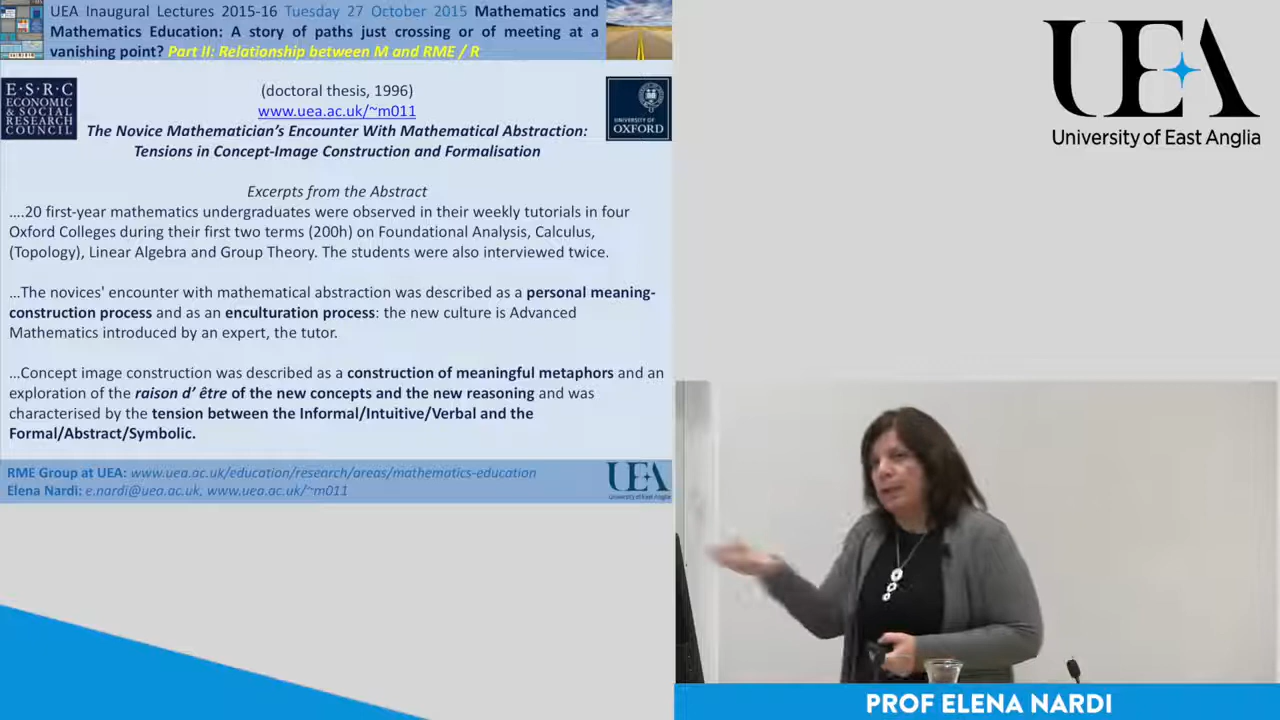 UEA Inaugural Lectures 2015-16 Tuesday 27 October 2015 Mathematics and
Mathematics Education: A story of paths just crossing or of meeting at a
vanishing point? Part II: Relationship between M and RME / R
E·S·R·C
ECONOMIC
& SOCIAL
RESEARCH
COUNCIL
(doctoral thesis, 1996)
www.uea.ac.uk/~m011
The Novice Mathematician's Encounter With Mathematical Abstraction:
Tensions in Concept-Image Construction and Formalisation
UNIVERSITY OF
OXFORD
Excerpts from the Abstract
....20 first-year mathematics undergraduates were observed in their weekly tutorials in four
Oxford Colleges during their first two terms (200h) on Foundational Analysis, Calculus,
(Topology), Linear Algebra and Group Theory. The students were also interviewed twice.
...The novices' encounter with mathematical abstraction was described as a personal meaning-
construction process and as an enculturation process: the new culture is Advanced
Mathematics introduced by an expert, the tutor.
...Concept image construction was described as a construction of meaningful metaphors and an
exploration of the raison d' être of the new concepts and the new reasoning and was
characterised by the tension between the Informal/Intuitive/Verbal and the
Formal/Abstract/Symbolic.
RME Group at UEA: www.uea.ac.uk/education/research/areas/mathematics-education
Elena Nardi: e.nardi@uea.ac.uk, www.uea.ac.uk/~m011
UEA
University of East Anglia
UEA
University of East Anglia
PROF ELENA NARDI